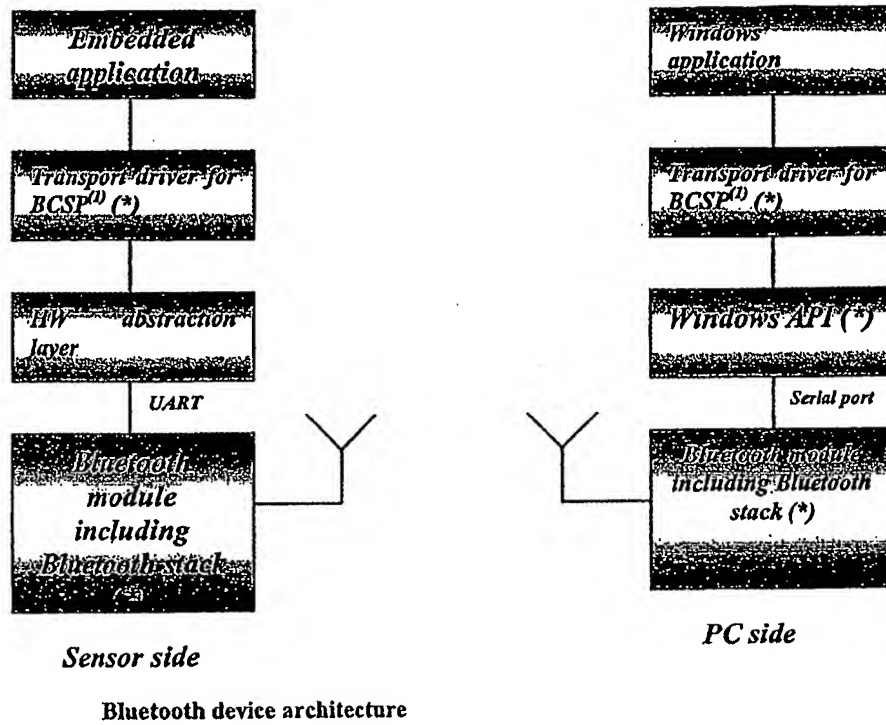 Embedded
application
Transport driver for
BCSP(1) (*)
HW abstraction
layer
UART
Bluetooth
module
including
Bluetooth stack
(*)
Sensor side
Windows
application
Transport driver for
BCSP(1) (*)
Windows API (*)
Serial port
Bluetooth module
including Bluetooth
stack (*)
PC side
Bluetooth device architecture